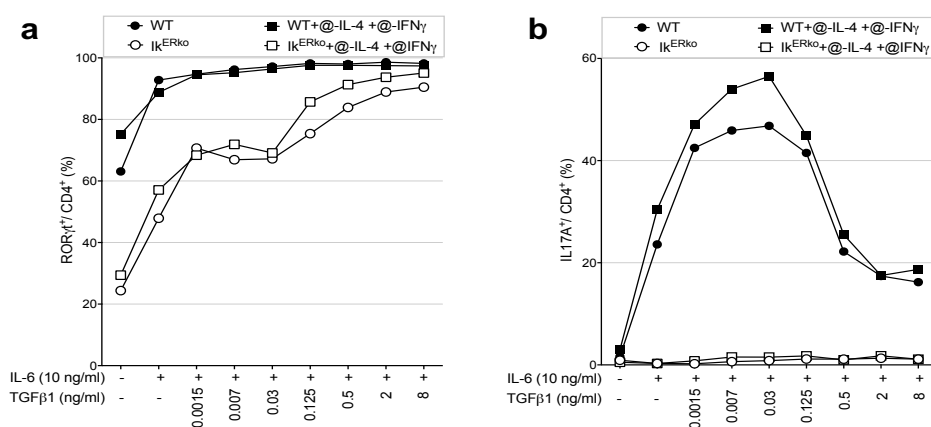 a
WT
WT+@-IL-4 +@-IFNγ
Ik^ERko
Ik^ERko+@-IL-4 +@IFNγ
100
80
60
40
20
0
RORγt⁺/ CD4⁺ (%)
IL-6 (10 ng/ml) - + + + + + + + +
TGFβ1 (ng/ml) - - 0.0015 0.007 0.03 0.125 0.5 2 8
b
WT
WT+@-IL-4 +@-IFNγ
Ik^ERko
Ik^ERko+@-IL-4 +@IFNγ
60
40
20
0
IL17A⁺/ CD4⁺ (%)
IL-6 (10 ng/ml) - + + + + + + + +
TGFβ1 (ng/ml) - - 0.0015 0.007 0.03 0.125 0.5 2 8